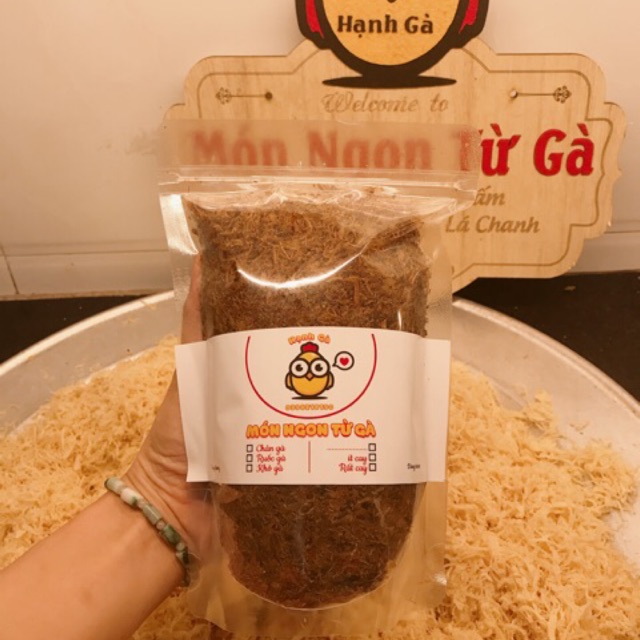 Hạnh Gà
Welcome to
Món Ngon Từ Gà
Lá Chanh
Hạnh Gà
MÓN NGON TỪ GÀ
Chân gà
Ruốc gà
Khô gà
ít cay
Rất cay